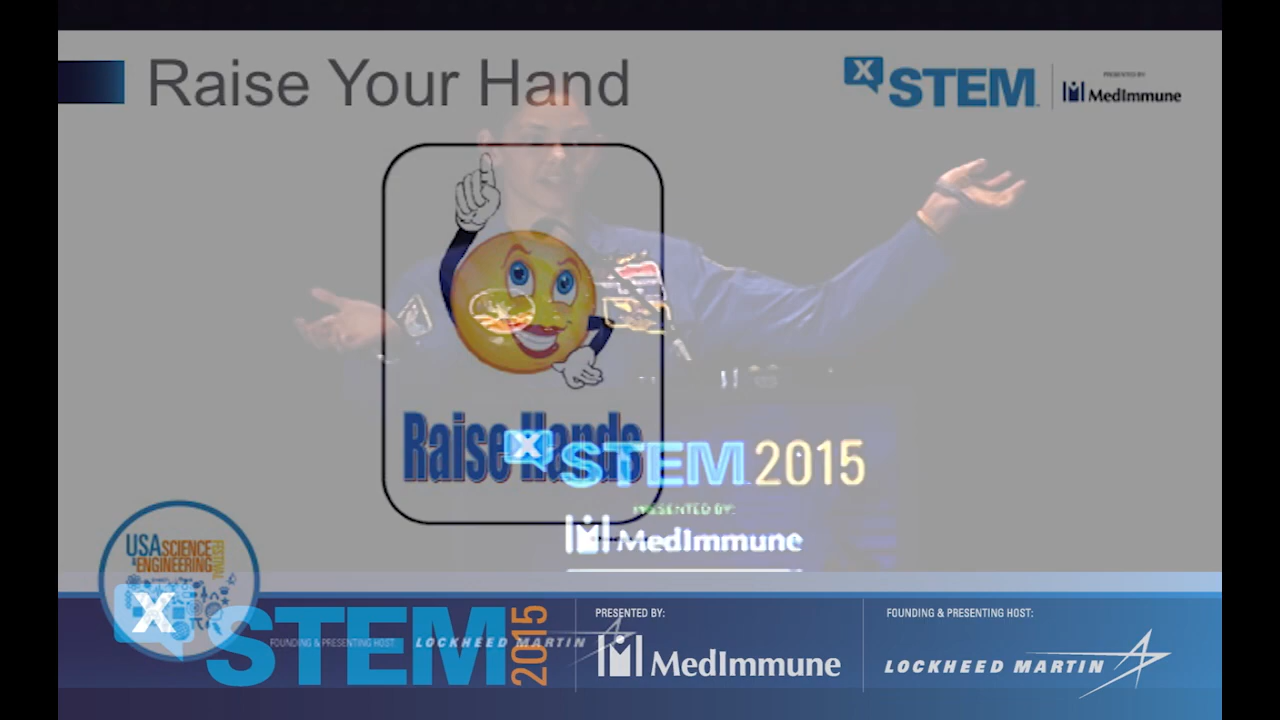 Raise Your Hand
X STEM
PRESENTED BY
MedImmune
Raise Hands
X STEM 2015
PRESENTED BY:
MedImmune
USA SCIENCE
& ENGINEERING
FESTIVAL
X STEM 2015
FOUNDING & PRESENTING HOST:
LOCKHEED MARTIN
PRESENTED BY:
MedImmune
FOUNDING & PRESENTING HOST:
LOCKHEED MARTIN